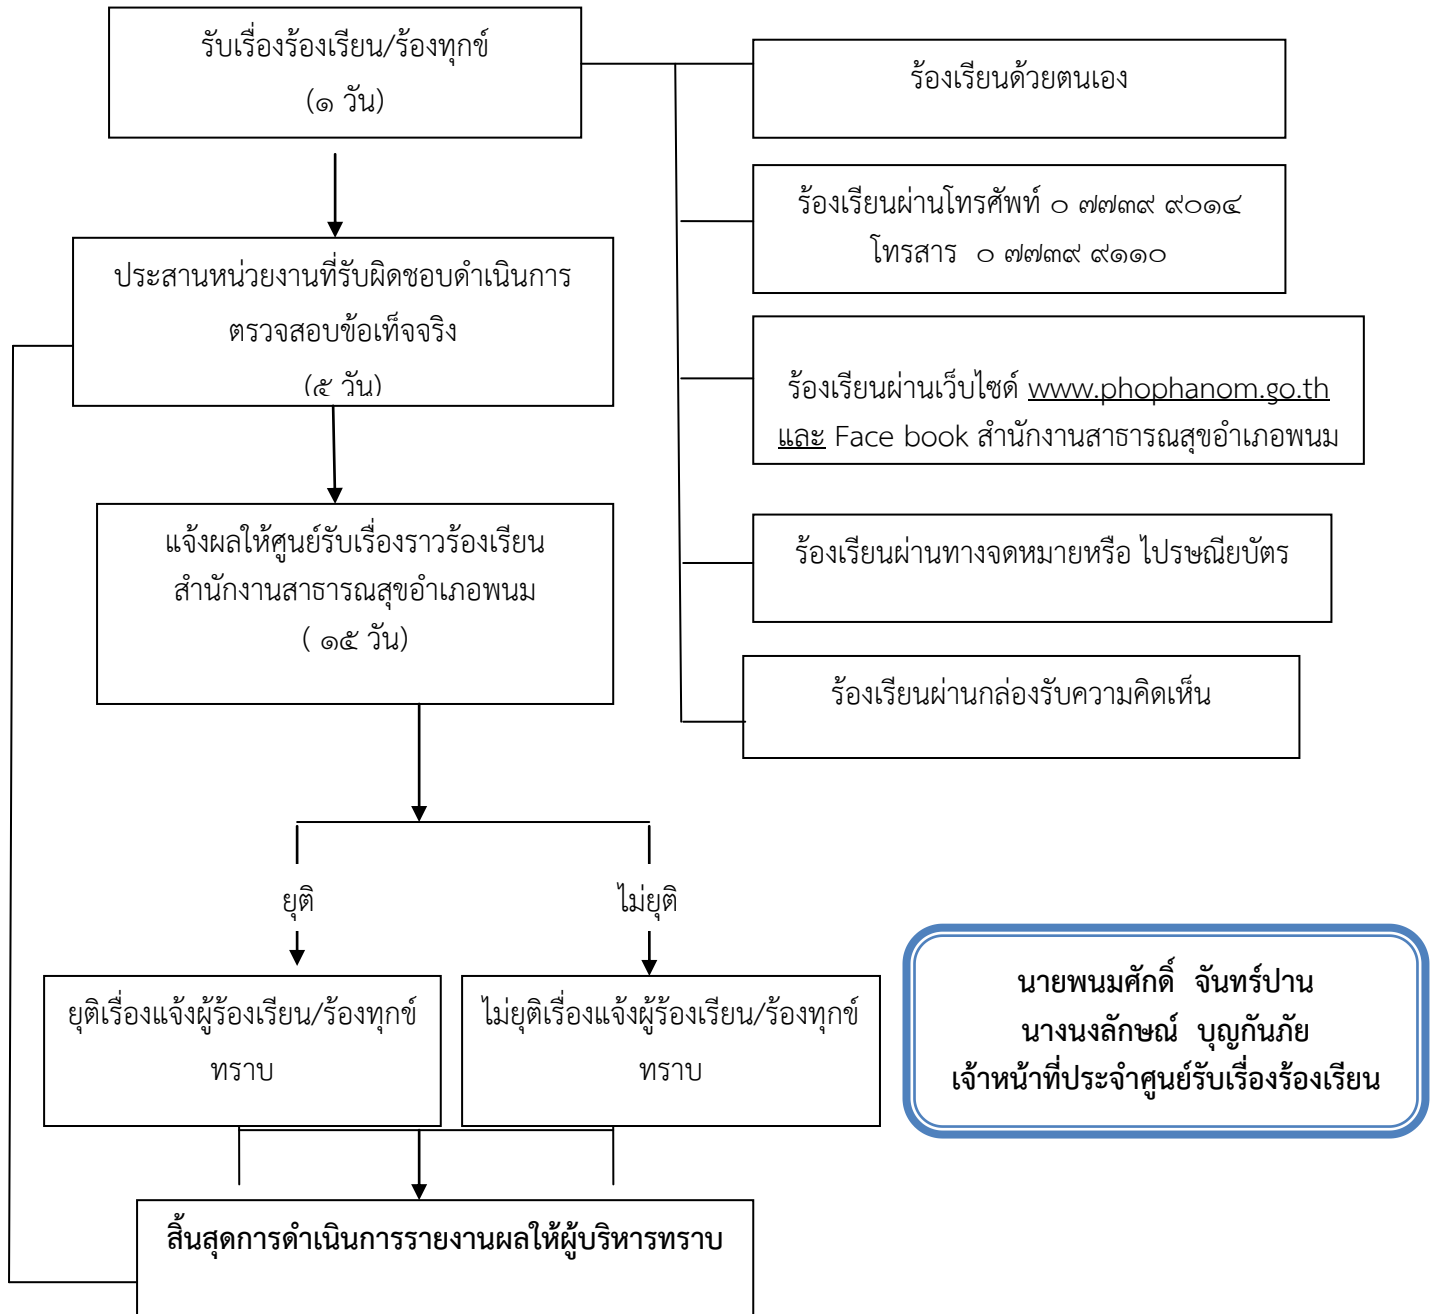 รับเรื่องร้องเรียน/ร้องทุกข์
(๑ วัน)
ร้องเรียนด้วยตนเอง
ร้องเรียนผ่านโทรศัพท์ ๐ ๗๗๓๙ ๙๐๑๔
โทรสาร ๐ ๗๗๓๙ ๙๑๑๐
ประสานหน่วยงานที่รับผิดชอบดำเนินการ
ตรวจสอบข้อเท็จจริง
(๕ วัน)
ร้องเรียนผ่านเว็บไซด์ www.phophanom.go.th
และ Face book สำนักงานสาธารณสุขอำเภอพนม
แจ้งผลให้ศูนย์รับเรื่องราวร้องเรียน
สำนักงานสาธารณสุขอำเภอพนม
( ๑๕ วัน)
ร้องเรียนผ่านทางจดหมายหรือ ไปรษณียบัตร
ร้องเรียนผ่านกล่องรับความคิดเห็น
ยุติ
ไม่ยุติ
ยุติเรื่องแจ้งผู้ร้องเรียน/ร้องทุกข์
ทราบ
ไม่ยุติเรื่องแจ้งผู้ร้องเรียน/ร้องทุกข์
ทราบ
นายพนมศักดิ์ จันทร์ปาน
นางนงลักษณ์ บุญกันภัย
เจ้าหน้าที่ประจำศูนย์รับเรื่องร้องเรียน
สิ้นสุดการดำเนินการรายงานผลให้ผู้บริหารทราบ